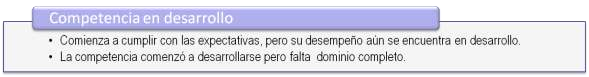 Competencia en desarrollo
• Comienza a cumplir con las expectativas, pero su desempeño aún se encuentra en desarrollo.
• La competencia comenzó a desarrollarse pero falta dominio completo.